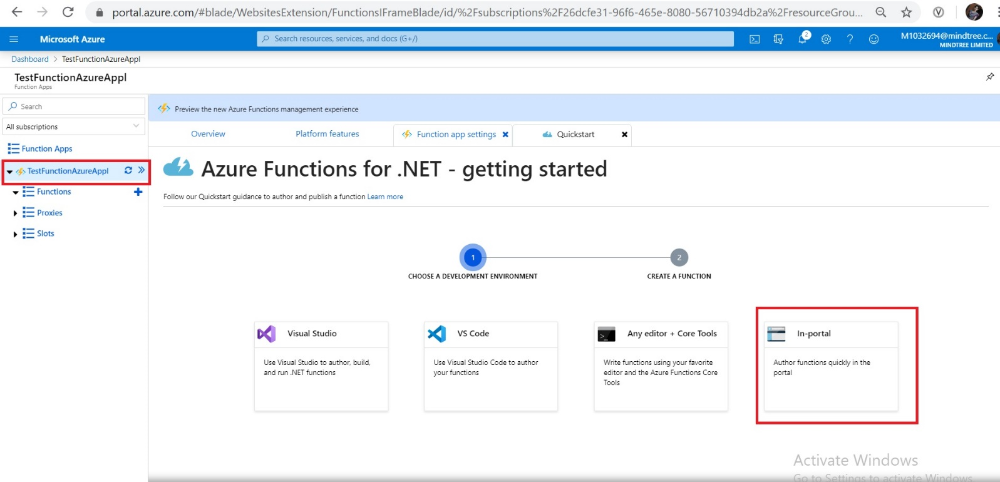 portal.azure.com/#blade/WebsitesExtension/FunctionsIFrameBlade/id/%2Fsubscriptions%2F26dcfe31-96f6-465e-8080-56710394db2a%2FresourceGrou...
Microsoft Azure
Search resources, services, and docs (G+/)
2
M1032694@mindtree.c...
MINDTREE LIMITED
Dashboard > TestFunctionAzureAppl
TestFunctionAzureAppl
Function Apps
Search
All subscriptions
Function Apps
TestFunctionAzureAppl
Functions
Proxies
Slots
Preview the new Azure Functions management experience
Overview
Platform features
Function app settings
Quickstart
Azure Functions for .NET - getting started
Follow our Quickstart guidance to author and publish a function Learn more
1
CHOOSE A DEVELOPMENT ENVIRONMENT
2
CREATE A FUNCTION
Visual Studio
Use Visual Studio to author, build,
and run .NET functions
VS Code
Use Visual Studio Code to author
your functions
Any editor + Core Tools
Write functions using your favorite
editor and the Azure Functions Core
Tools
In-portal
Author functions quickly in the
portal
Activate Windows
Go to Settings to activate Windows.